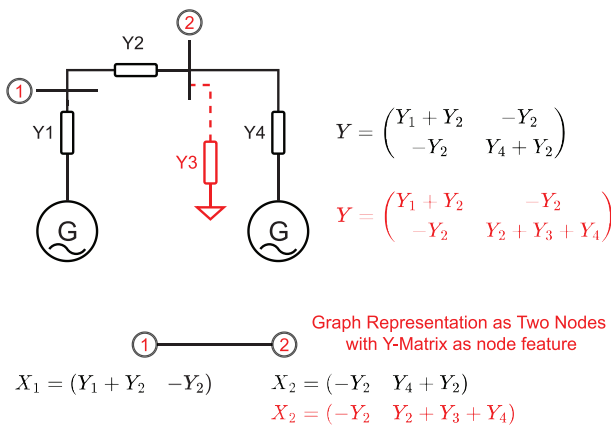 2
Y2
1
Y1
Y3
Y4
G
G
Y = (Y₁ + Y₂ −Y₂
−Y₂ Y₄ + Y₂)
Y = (Y₁ + Y₂ −Y₂
−Y₂ Y₂ + Y₃ + Y₄)
Graph Representation as Two Nodes
with Y-Matrix as node feature
1
2
X₁ = (Y₁ + Y₂ −Y₂)
X₂ = (−Y₂ Y₄ + Y₂)
X₂ = (−Y₂ Y₂ + Y₃ + Y₄)